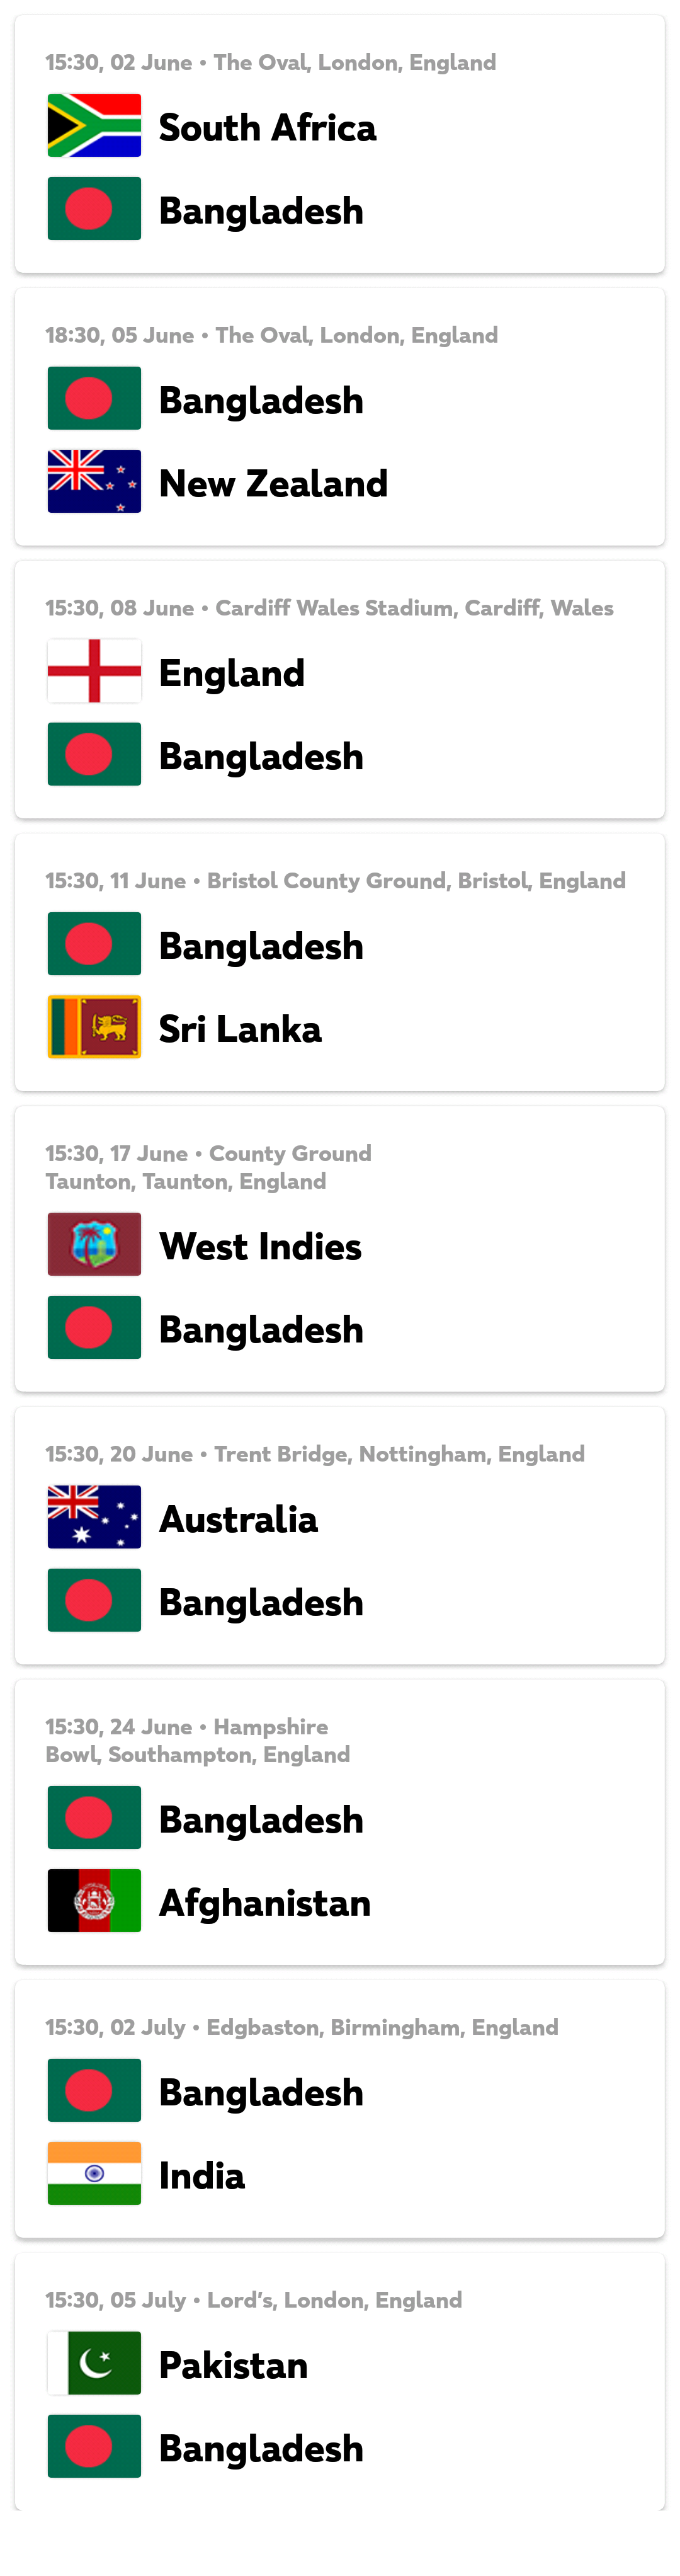 15:30, 02 June • The Oval, London, England
South Africa
Bangladesh
18:30, 05 June • The Oval, London, England
Bangladesh
New Zealand
15:30, 08 June • Cardiff Wales Stadium, Cardiff, Wales
England
Bangladesh
15:30, 11 June • Bristol County Ground, Bristol, England
Bangladesh
Sri Lanka
15:30, 17 June • County Ground
Taunton, Taunton, England
West Indies
Bangladesh
15:30, 20 June • Trent Bridge, Nottingham, England
Australia
Bangladesh
15:30, 24 June • Hampshire
Bowl, Southampton, England
Bangladesh
Afghanistan
15:30, 02 July • Edgbaston, Birmingham, England
Bangladesh
India
15:30, 05 July • Lord’s, London, England
Pakistan
Bangladesh